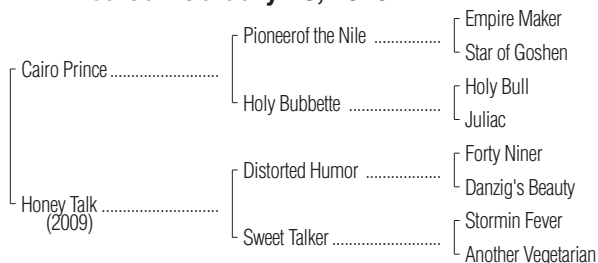 Pioneerof the Nile
Empire Maker
Star of Goshen
Cairo Prince
Holy Bubbette
Holy Bull
Juliac
Distorted Humor
Forty Niner
Danzig's Beauty
Honey Talk
(2009)
Sweet Talker
Stormin Fever
Another Vegetarian